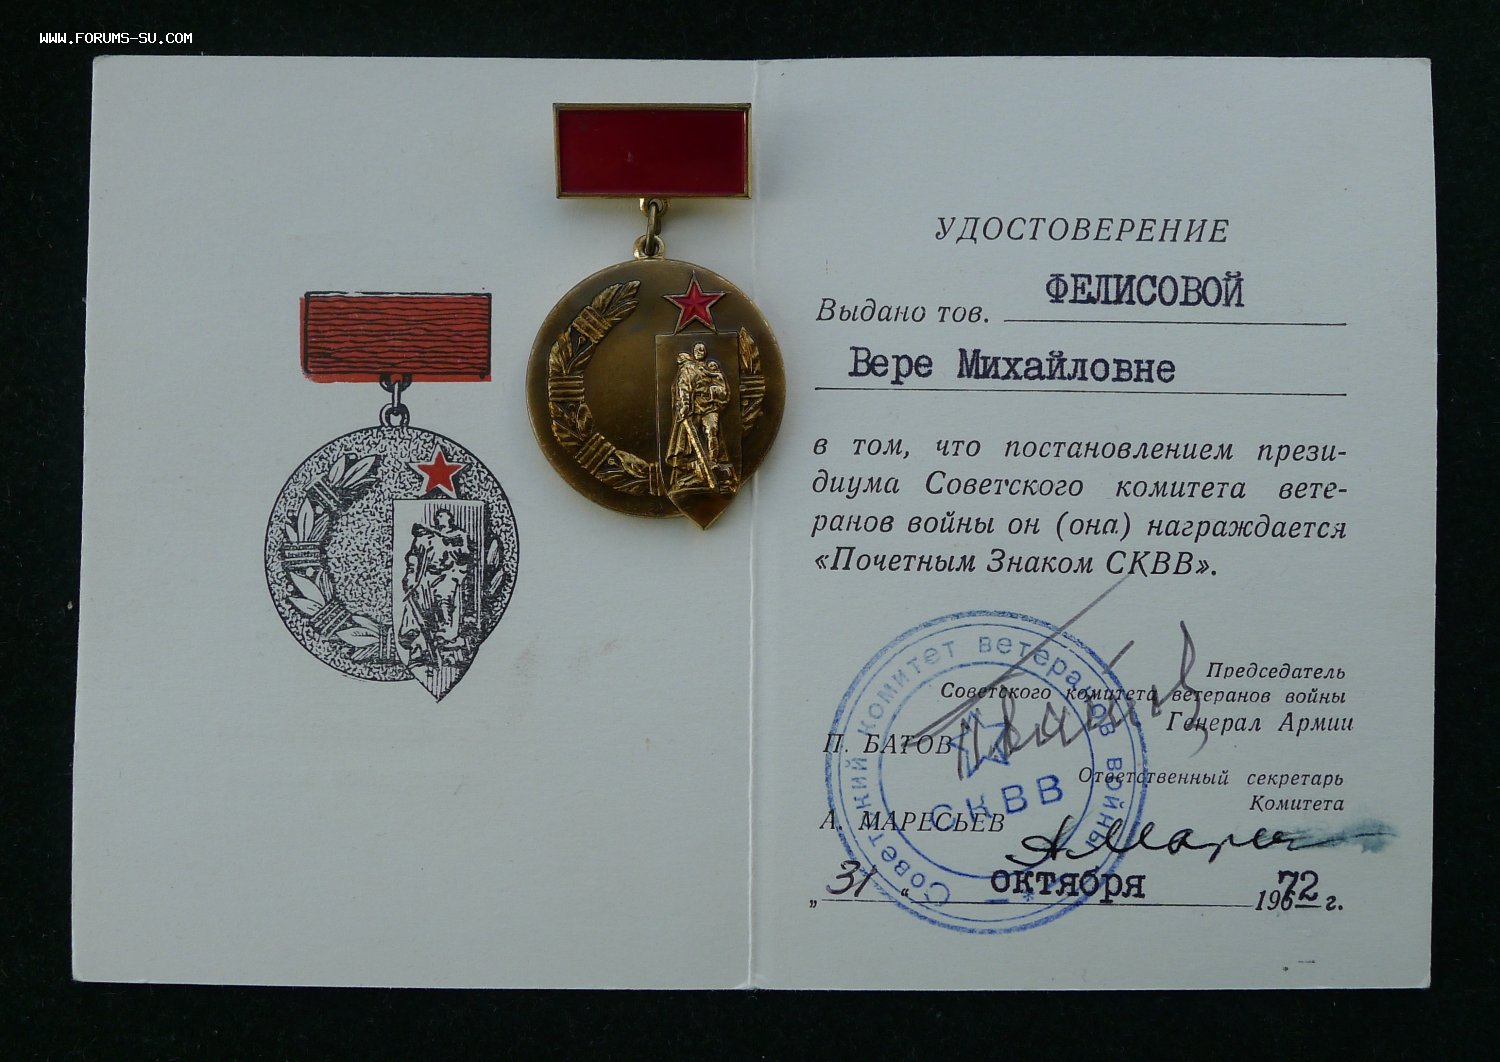 WWW.FORUMS-SU.COM
УДОСТОВЕРЕНИЕ
Выдано тов. ФЕЛИСОВОЙ
Вере Михайловне
в том, что постановлением прези-
диума Советского комитета вете-
ранов войны он (она) награждается
«Почетным Знаком СКВВ».
Председатель
Советского комитета ветеранов войны
Генерал Армии
П. БАТОВ
Ответственный секретарь
Комитета
А. МАРЕСЬЕВ
„31“ октября 1972 г.
Советский комитет ветеранов войны
СКВВ